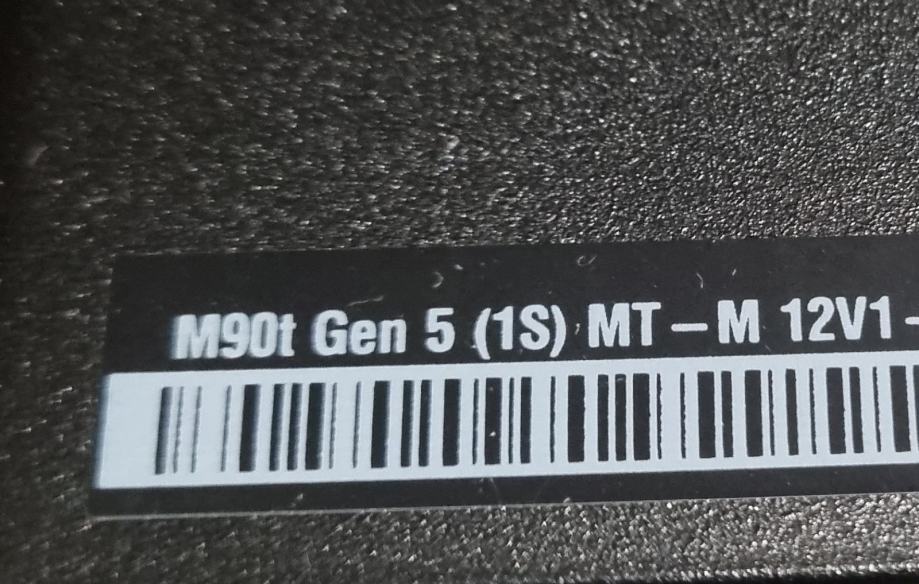 M90t Gen 5 (1S) MT-M 12V1-